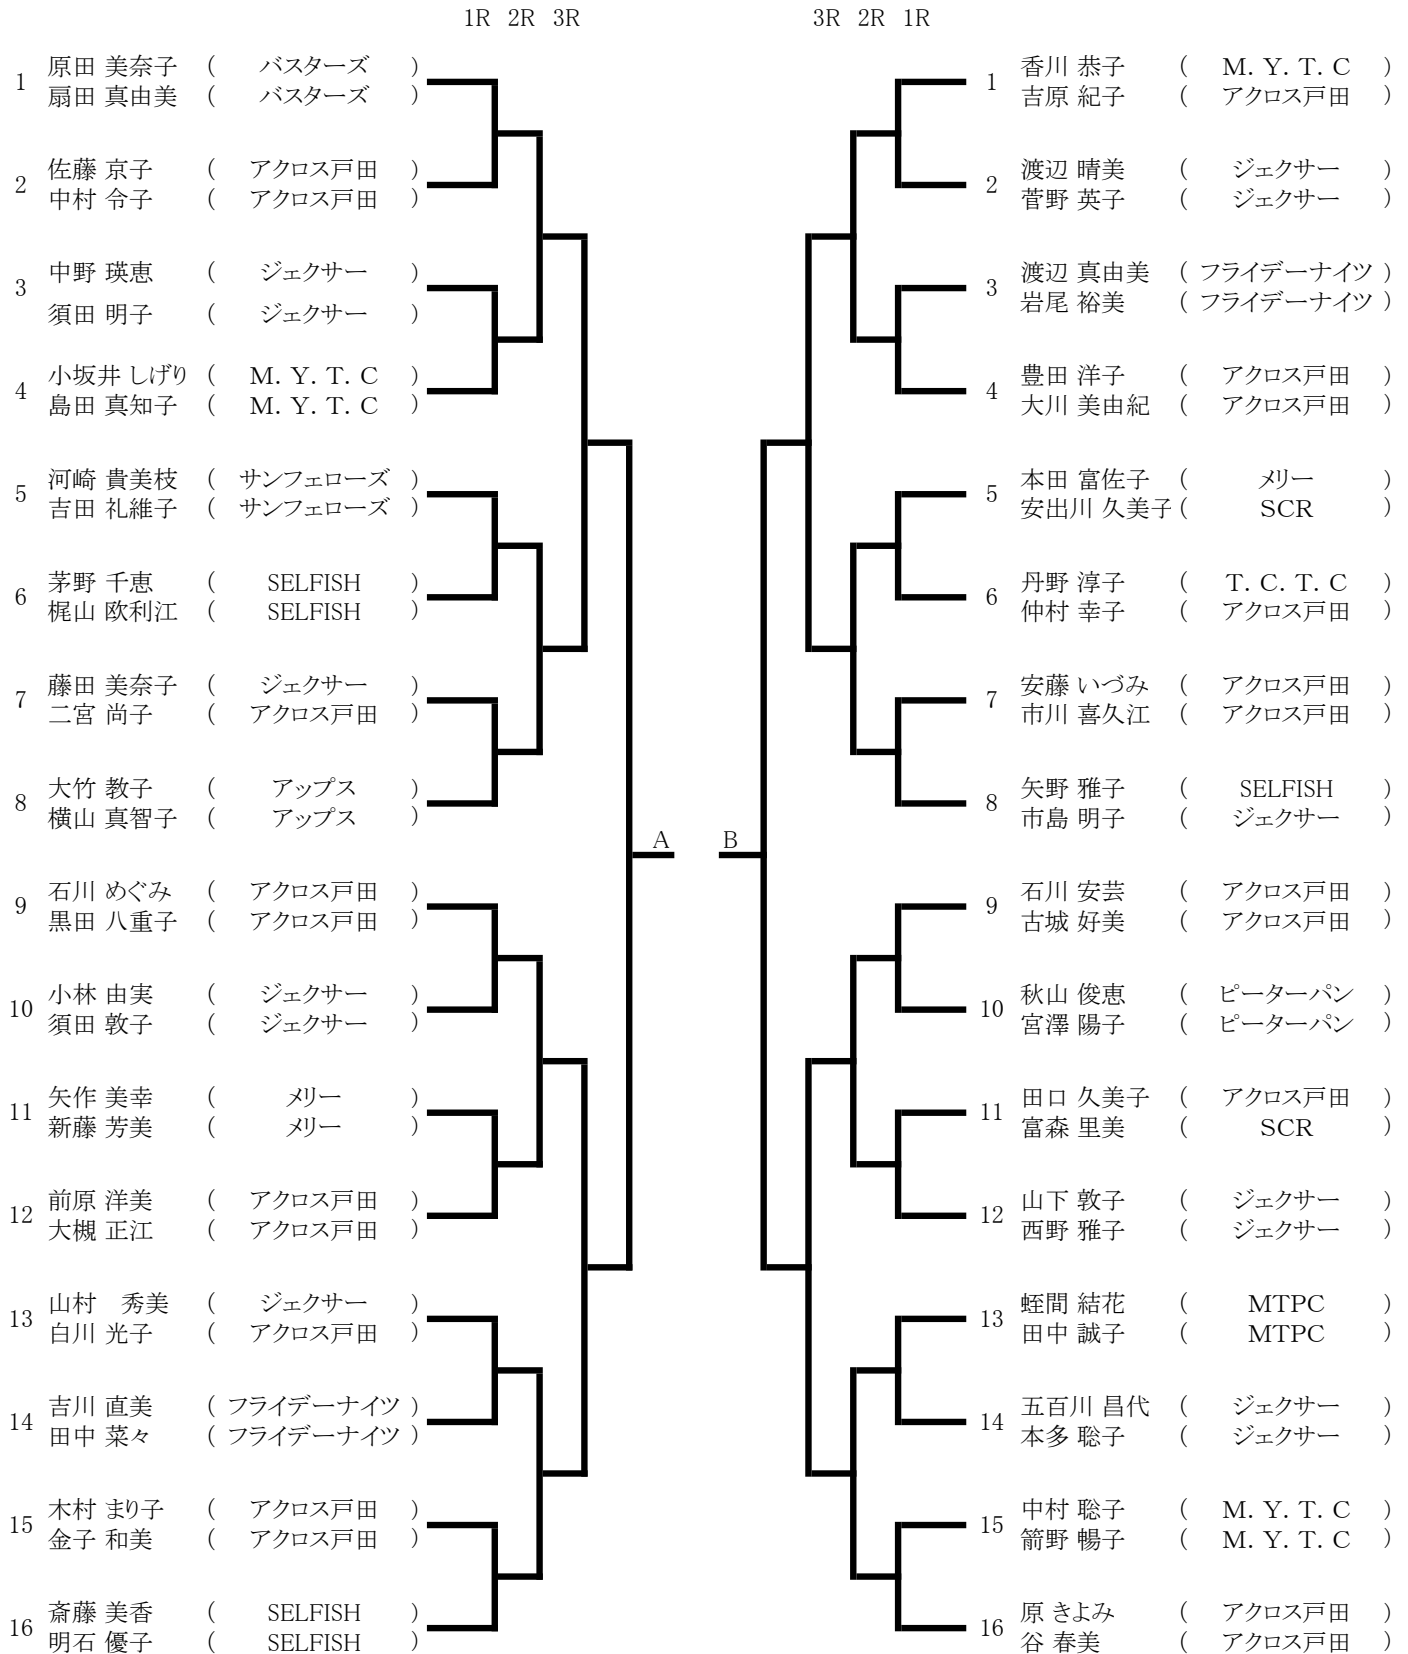 1R 2R 3R
1 原田 美奈子 ( バスターズ )
扇田 真由美 ( バスターズ )
2 佐藤 京子 ( アクロス戸田 )
中村 令子 ( アクロス戸田 )
3 中野 瑛恵 ( ジェクサー )
須田 明子 ( ジェクサー )
4 小坂井 しげり ( M．Y．T．C )
島田 真知子 ( M．Y．T．C )
5 河崎 貴美枝 ( サンフェローズ )
吉田 礼維子 ( サンフェローズ )
6 茅野 千恵 ( SELFISH )
梶山 欧利江 ( SELFISH )
7 藤田 美奈子 ( ジェクサー )
二宮 尚子 ( アクロス戸田 )
8 大竹 教子 ( アップス )
横山 真智子 ( アップス )
A
9 石川 めぐみ ( アクロス戸田 )
黒田 八重子 ( アクロス戸田 )
10 小林 由実 ( ジェクサー )
須田 敦子 ( ジェクサー )
11 矢作 美幸 ( メリー )
新藤 芳美 ( メリー )
12 前原 洋美 ( アクロス戸田 )
大槻 正江 ( アクロス戸田 )
13 山村　秀美 ( ジェクサー )
白川 光子 ( アクロス戸田 )
14 吉川 直美 ( フライデーナイツ )
田中 菜々 ( フライデーナイツ )
15 木村 まり子 ( アクロス戸田 )
金子 和美 ( アクロス戸田 )
16 斎藤 美香 ( SELFISH )
明石 優子 ( SELFISH )
3R 2R 1R
1 香川 恭子 ( M．Y．T．C )
吉原 紀子 ( アクロス戸田 )
2 渡辺 晴美 ( ジェクサー )
菅野 英子 ( ジェクサー )
3 渡辺 真由美 ( フライデーナイツ )
岩尾 裕美 ( フライデーナイツ )
4 豊田 洋子 ( アクロス戸田 )
大川 美由紀 ( アクロス戸田 )
5 本田 富佐子 ( メリー )
安出川 久美子 ( SCR )
6 丹野 淳子 ( T．C．T．C )
仲村 幸子 ( アクロス戸田 )
7 安藤 いづみ ( アクロス戸田 )
市川 喜久江 ( アクロス戸田 )
8 矢野 雅子 ( SELFISH )
市島 明子 ( ジェクサー )
B
9 石川 安芸 ( アクロス戸田 )
古城 好美 ( アクロス戸田 )
10 秋山 俊恵 ( ピーターパン )
宮澤 陽子 ( ピーターパン )
11 田口 久美子 ( アクロス戸田 )
富森 里美 ( SCR )
12 山下 敦子 ( ジェクサー )
西野 雅子 ( ジェクサー )
13 蛭間 結花 ( MTPC )
田中 誠子 ( MTPC )
14 五百川 昌代 ( ジェクサー )
本多 聡子 ( ジェクサー )
15 中村 聡子 ( M．Y．T．C )
箭野 暢子 ( M．Y．T．C )
16 原 きよみ ( アクロス戸田 )
谷 春美 ( アクロス戸田 )